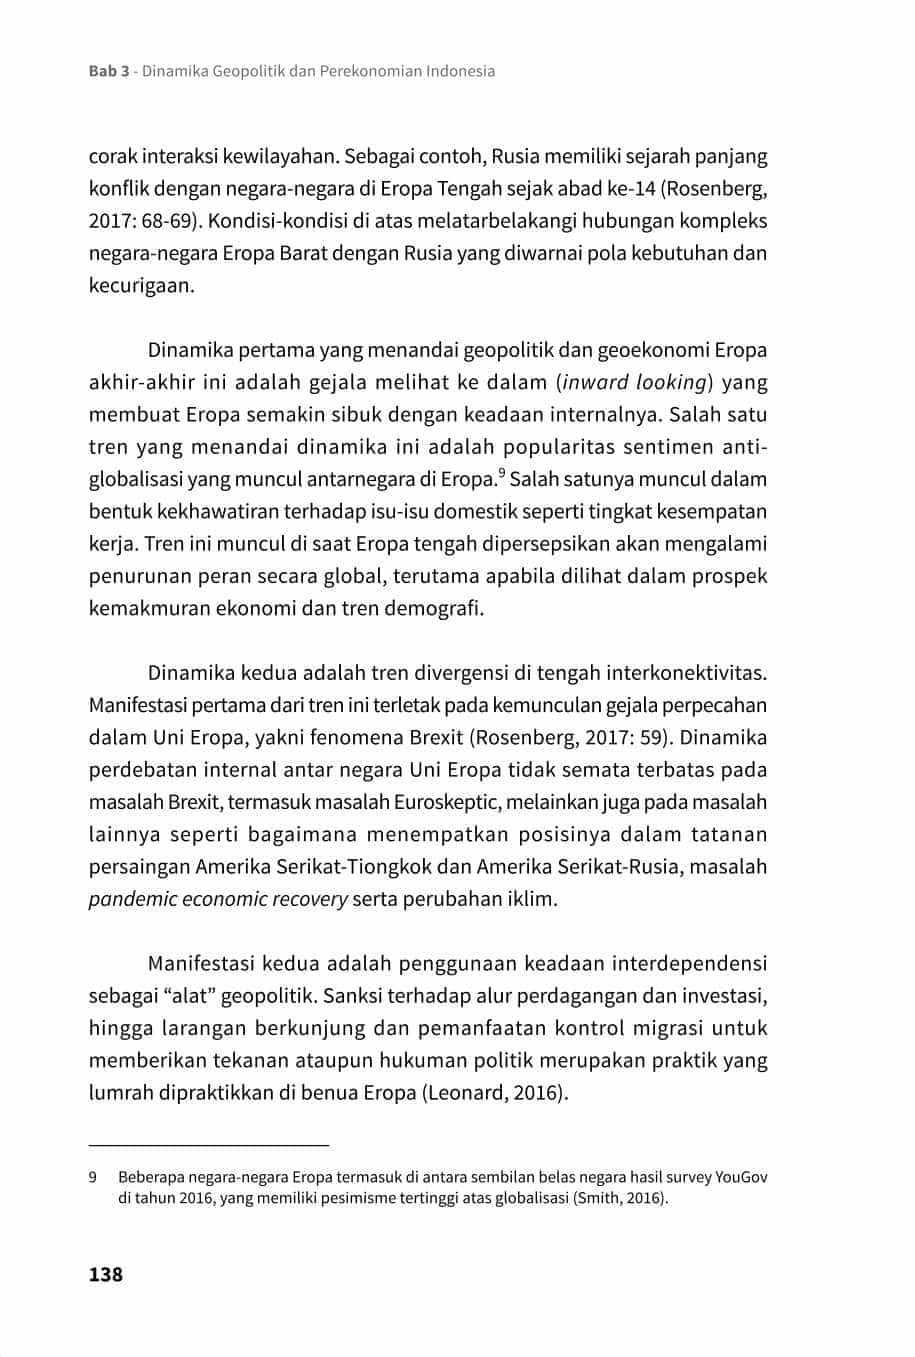 Bab 3 - Dinamika Geopolitik dan Perekonomian Indonesia
corak interaksi kewilayahan. Sebagai contoh, Rusia memiliki sejarah panjang
konflik dengan negara-negara di Eropa Tengah sejak abad ke-14 (Rosenberg,
2017: 68-69). Kondisi-kondisi di atas melatarbelakangi hubungan kompleks
negara-negara Eropa Barat dengan Rusia yang diwarnai pola kebutuhan dan
kecurigaan.
Dinamika pertama yang menandai geopolitik dan geoekonomi Eropa
akhir-akhir ini adalah gejala melihat ke dalam (inward looking) yang
membuat Eropa semakin sibuk dengan keadaan internalnya. Salah satu
tren yang menandai dinamika ini adalah popularitas sentimen anti-
globalisasi yang muncul antarnegara di Eropa.⁹ Salah satunya muncul dalam
bentuk kekhawatiran terhadap isu-isu domestik seperti tingkat kesempatan
kerja. Tren ini muncul di saat Eropa tengah dipersepsikan akan mengalami
penurunan peran secara global, terutama apabila dilihat dalam prospek
kemakmuran ekonomi dan tren demografi.
Dinamika kedua adalah tren divergensi di tengah interkonektivitas.
Manifestasi pertama dari tren ini terletak pada kemunculan gejala perpecahan
dalam Uni Eropa, yakni fenomena Brexit (Rosenberg, 2017: 59). Dinamika
perdebatan internal antar negara Uni Eropa tidak semata terbatas pada
masalah Brexit, termasuk masalah Euroskeptic, melainkan juga pada masalah
lainnya seperti bagaimana menempatkan posisinya dalam tatanan
persaingan Amerika Serikat-Tiongkok dan Amerika Serikat-Rusia, masalah
pandemic economic recovery serta perubahan iklim.
Manifestasi kedua adalah penggunaan keadaan interdependensi
sebagai “alat” geopolitik. Sanksi terhadap alur perdagangan dan investasi,
hingga larangan berkunjung dan pemanfaatan kontrol migrasi untuk
memberikan tekanan ataupun hukuman politik merupakan praktik yang
lumrah dipraktikkan di benua Eropa (Leonard, 2016).
9 Beberapa negara-negara Eropa termasuk di antara sembilan belas negara hasil survey YouGov
di tahun 2016, yang memiliki pesimisme tertinggi atas globalisasi (Smith, 2016).
138